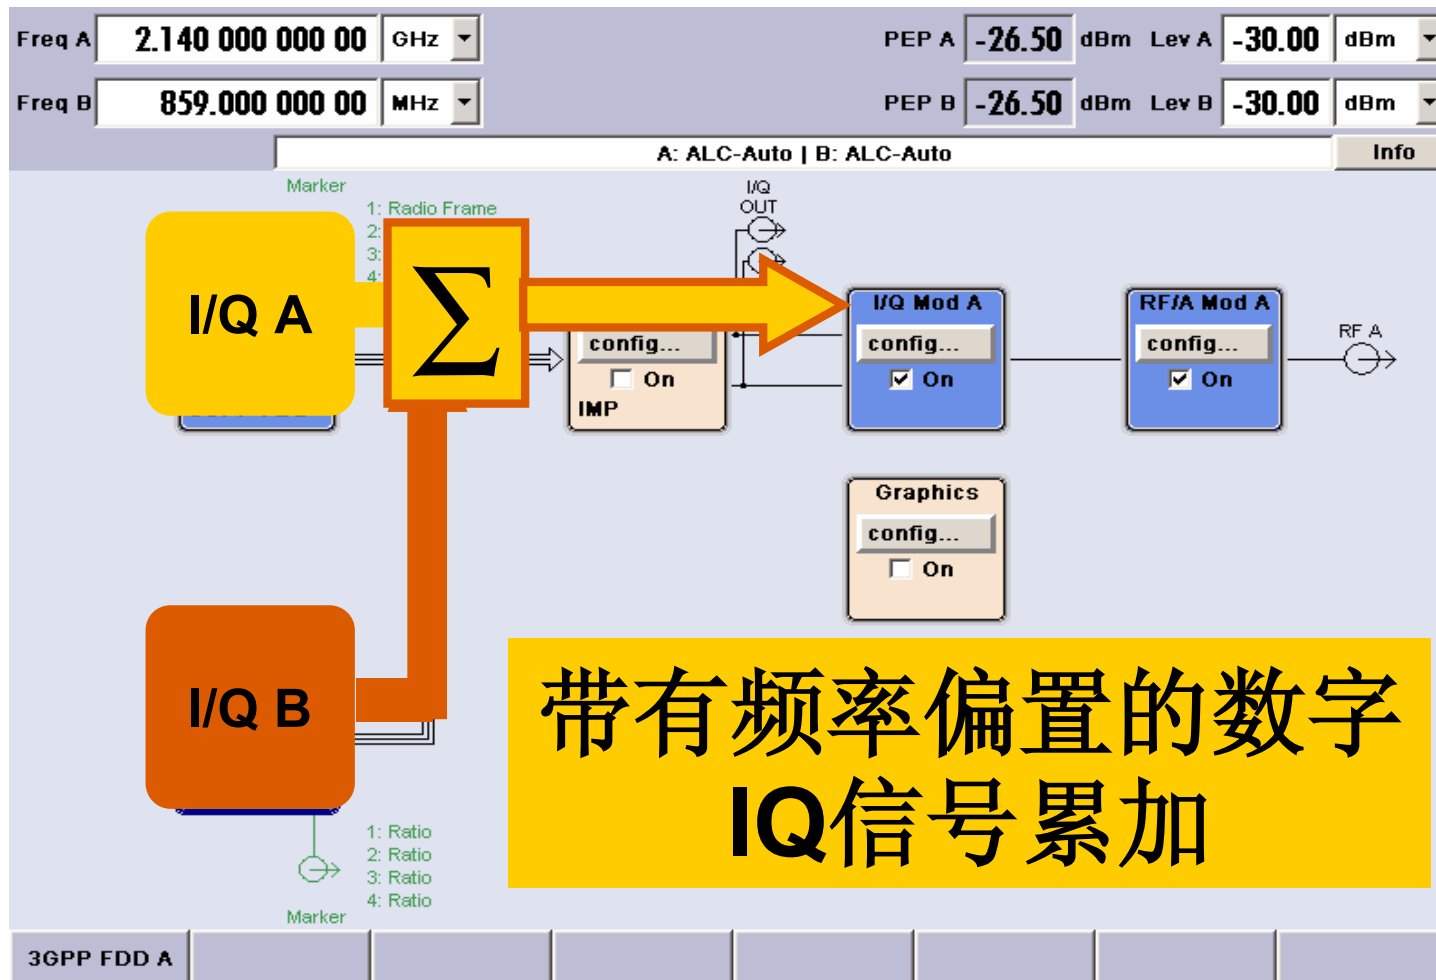 Freq A 2.140 000 000 00 GHz PEP A -26.50 dBm Lev A -30.00 dBm
Freq B 859.000 000 00 MHz PEP B -26.50 dBm Lev B -30.00 dBm
A: ALC-Auto | B: ALC-Auto Info
Marker
1: Radio Frame
2:
3:
4:
I/Q
OUT
I/Q A
∑
config...
On
IMP
I/Q Mod A
config...
On
RF/A Mod A
config...
On
RF A
Graphics
config...
On
I/Q B
带有频率偏置的数字
IQ信号累加
1: Ratio
2: Ratio
3: Ratio
4: Ratio
Marker
3GPP FDD A